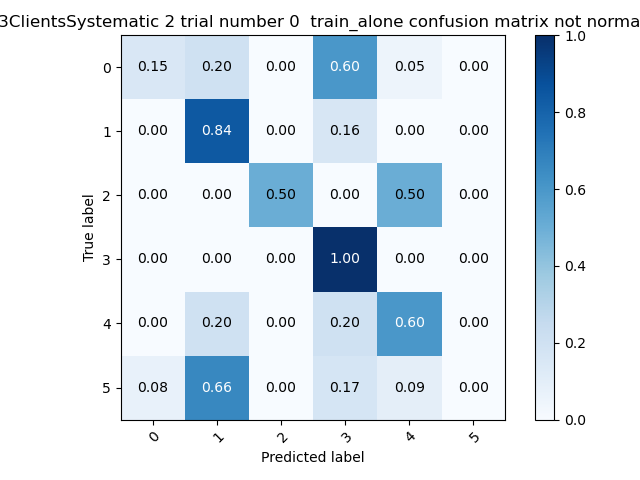 3ClientsSystematic 2 trial number 0 train_alone confusion matrix not norma
0 0.15 0.20 0.00 0.60 0.05 0.00
1 0.00 0.84 0.00 0.16 0.00 0.00
2 0.00 0.00 0.50 0.00 0.50 0.00
3 0.00 0.00 0.00 1.00 0.00 0.00
4 0.00 0.20 0.00 0.20 0.60 0.00
5 0.08 0.66 0.00 0.17 0.09 0.00
0 1 2 3 4 5
True label
Predicted label
1.0
0.8
0.6
0.4
0.2
0.0